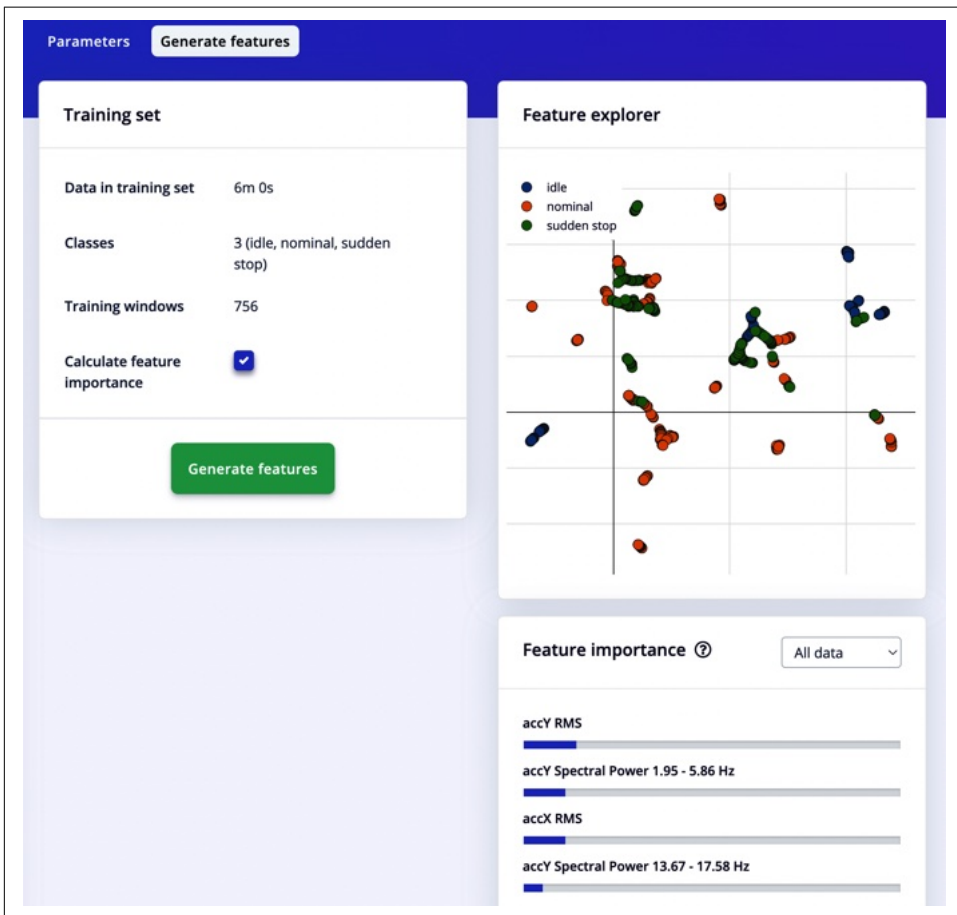 Parameters
Generate features
Training set
Data in training set
6m 0s
Classes
3 (idle, nominal, sudden
stop)
Training windows
756
Calculate feature
importance
Generate features
Feature explorer
idle
nominal
sudden stop
Feature importance ?
All data
accY RMS
accY Spectral Power 1.95 - 5.86 Hz
accX RMS
accY Spectral Power 13.67 - 17.58 Hz